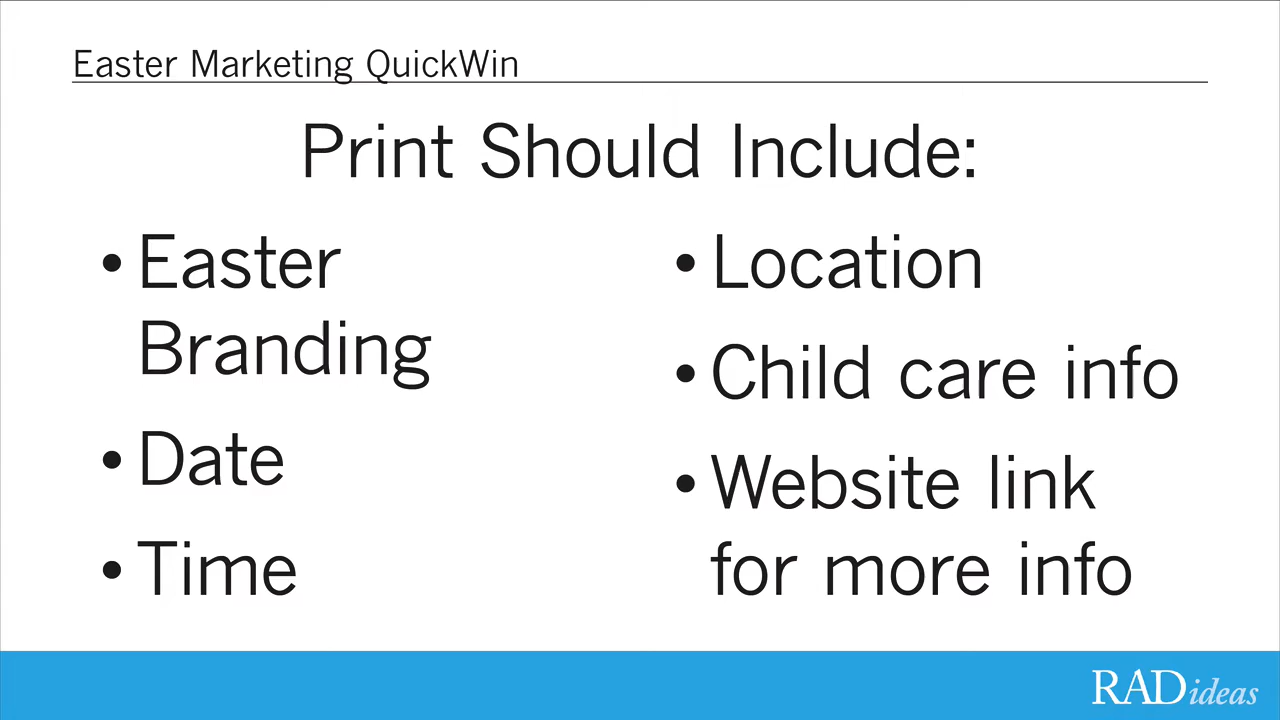 Easter Marketing QuickWin
Print Should Include:
• Easter
Branding
• Date
• Time
• Location
• Child care info
• Website link
for more info
RADideas